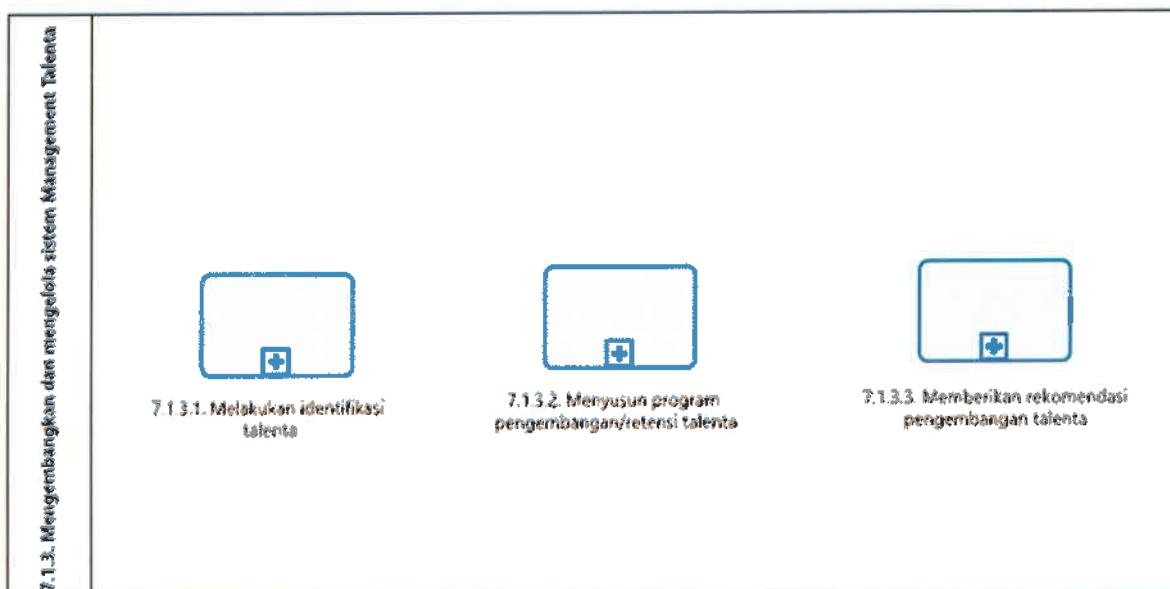 7.1.3. Mengembangkan dan mengelola sistem Management Talenta
7.1.3.1. Melakukan identifikasi
talenta
7.1.3.2. Menyusun program
pengembangan/retensi talenta
7.1.3.3. Memberikan rekomendasi
pengembangan talenta